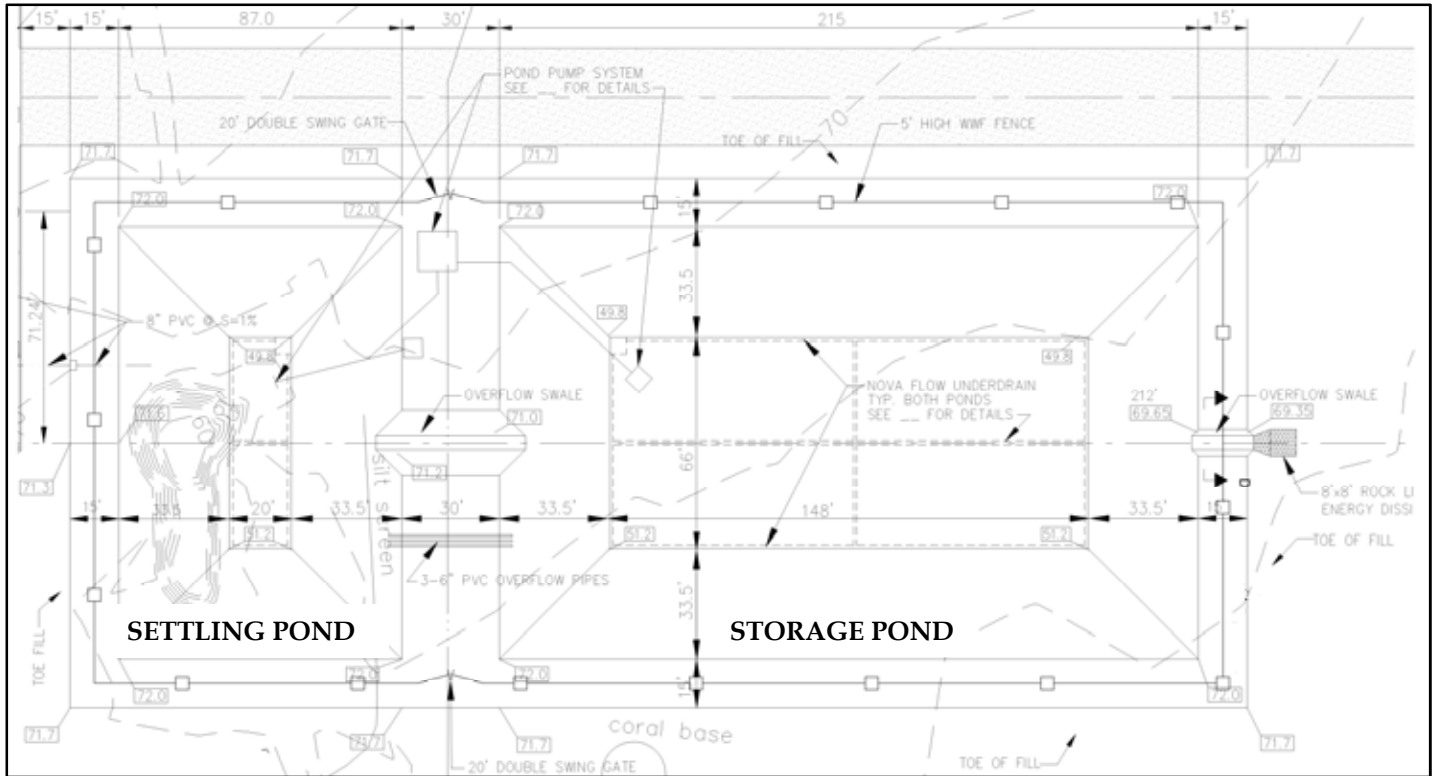 15'
15'
87.0
30'
215
15'
POND PUMP SYSTEM
SEE __ FOR DETAILS
20' DOUBLE SWING GATE
70
5' HIGH WWF FENCE
TOE OF FILL
71.7
71.7
71.7
71.7
72.0
72.0
72.0
72.0
15'
33.5
71.24'
8" PVC @ S=1%
49.8
49.8
49.8
NOVA FLOW UNDERDRAIN
TYP. BOTH PONDS
SEE __ FOR DETAILS
OVERFLOW SWALE
71.0
212'
69.65
OVERFLOW SWALE
69.35
71.2
71.3
66'
8'x8' ROCK LI
ENERGY DISSI
15'
33.5
20'
33.5'
30'
33.5'
148'
33.5'
51.2
51.2
51.2
TOE OF FILL
silt screen
3-6" PVC OVERFLOW PIPES
33.5'
SETTLING POND
STORAGE POND
TOE FILL
72.0
72.0
72.0
72.0
15'
71.7
71.7
71.7
71.7
coral base
20' DOUBLE SWING GATE
TOE OF FILL